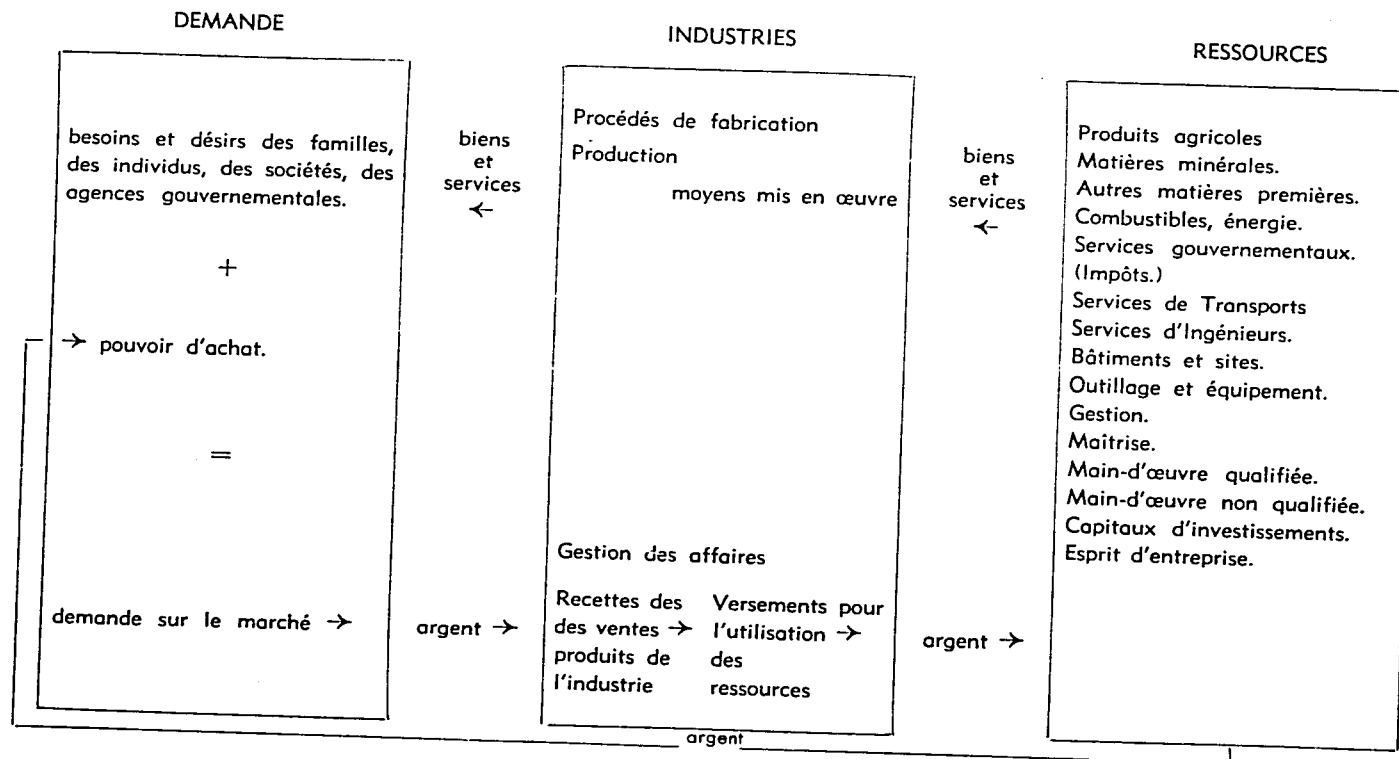 DEMANDE
besoins et désirs des familles,
des individus, des sociétés, des
agences gouvernementales.
+
→ pouvoir d'achat.
=
demande sur le marché →
biens
et
services
←
argent →
INDUSTRIES
Procédés de fabrication
Production
moyens mis en œuvre
Gestion des affaires
Recettes des
des ventes →
produits de
l'industrie
Versements pour
l'utilisation →
des
ressources
biens
et
services
←
argent →
RESSOURCES
Produits agricoles
Matières minérales.
Autres matières premières.
Combustibles, énergie.
Services gouvernementaux.
(Impôts.)
Services de Transports
Services d'Ingénieurs.
Bâtiments et sites.
Outillage et équipement.
Gestion.
Maîtrise.
Main-d'œuvre qualifiée.
Main-d'œuvre non qualifiée.
Capitaux d'investissements.
Esprit d'entreprise.
argent